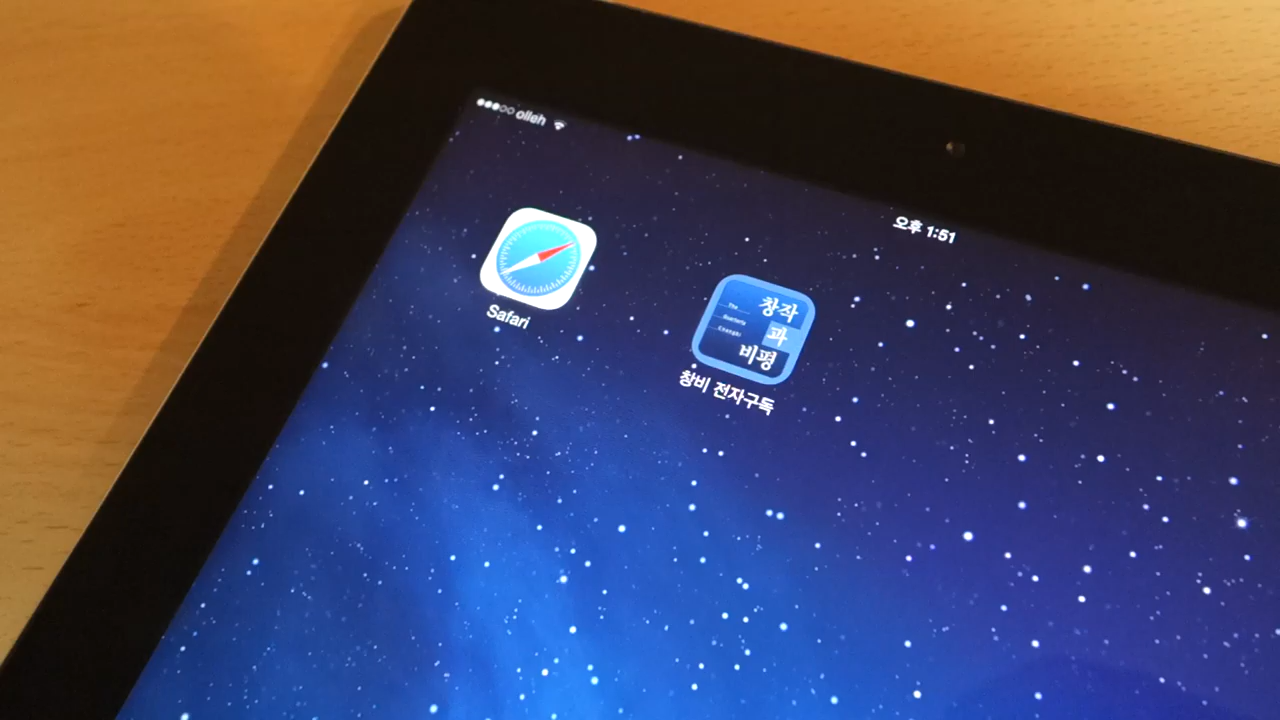 olleh
오후 1:51
Safari
The
Quarterly
Changbi
창작
과
비평
창비 전자구독